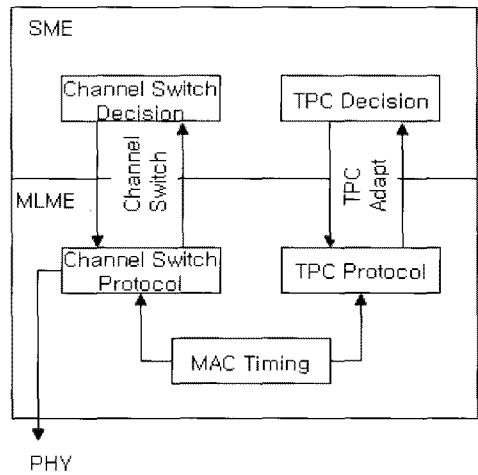 SME
Channel Switch
Decision
TPC Decision
Channel
Switch
TPC
Adapt
MLME
Channel Switch
Protocol
TPC Protocol
MAC Timing
PHY